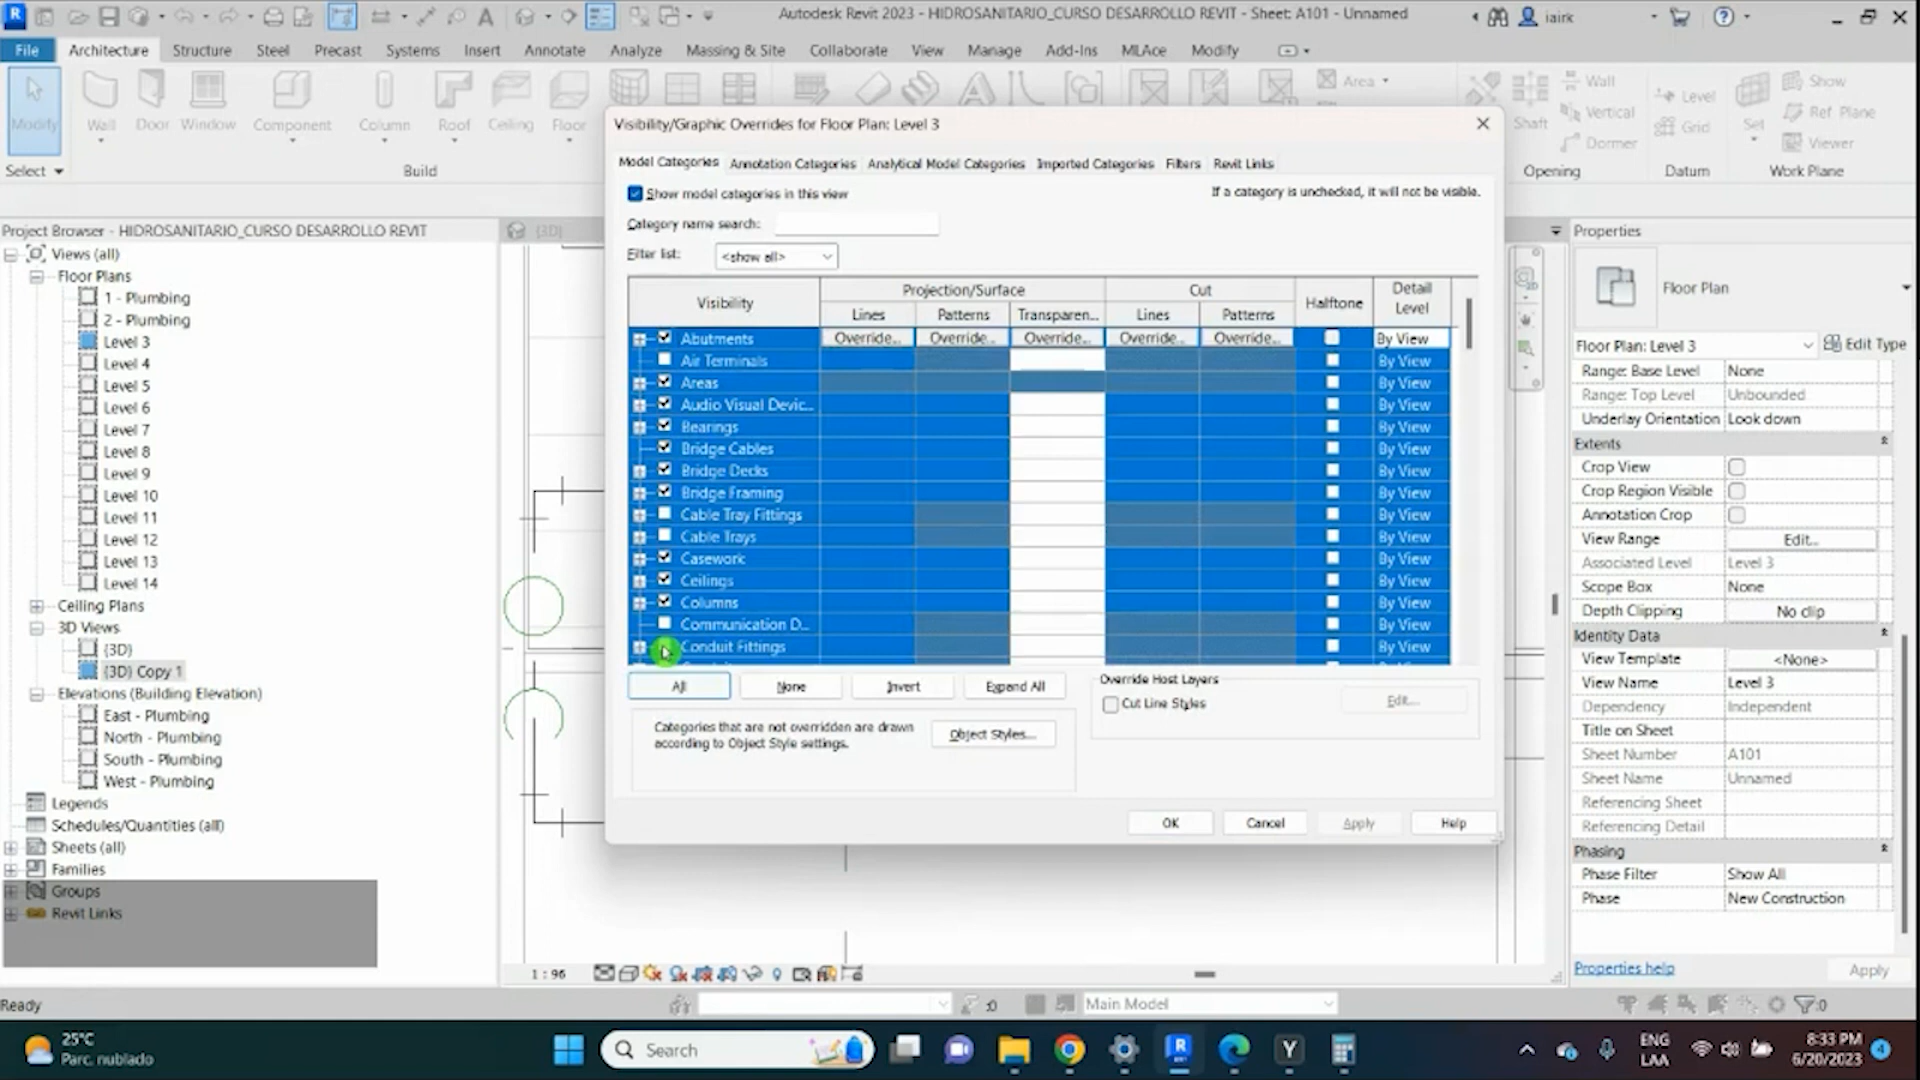 Autodesk Revit 2023 - HIDROSANITARIO_CURSO DESARROLLO REVIT - Sheet: A101 - Unnamed
iairk
File Architecture Structure Steel Precast Systems Insert Annotate Analyze Massing & Site Collaborate View Manage Add-Ins MLAce Modify
Modify Wall Door Window Component Column Roof Ceiling Floor
Area
Shaft Wall Vertical Dormer
Level Grid
Set Show Ref Plane Viewer
Select Build Opening Datum Work Plane
Project Browser - HIDROSANITARIO_CURSO DESARROLLO REVIT
Views (all)
Floor Plans
1 - Plumbing
2 - Plumbing
Level 3
Level 4
Level 5
Level 6
Level 7
Level 8
Level 9
Level 10
Level 11
Level 12
Level 13
Level 14
Ceiling Plans
3D Views
{3D}
{3D} Copy 1
Elevations (Building Elevation)
East - Plumbing
North - Plumbing
South - Plumbing
West - Plumbing
Legends
Schedules/Quantities (all)
Sheets (all)
Families
Groups
Revit Links
{3D}
Visibility/Graphic Overrides for Floor Plan: Level 3
Model Categories Annotation Categories Analytical Model Categories Imported Categories Filters Revit Links
Show model categories in this view
If a category is unchecked, it will not be visible.
Category name search:
Filter list: <show all>
Visibility Projection/Surface Cut Halftone Detail Level
Lines Patterns Transparen... Lines Patterns
Abutments Override... Override... Override... Override... Override... By View
Air Terminals By View
Areas By View
Audio Visual Devic... By View
Bearings By View
Bridge Cables By View
Bridge Decks By View
Bridge Framing By View
Cable Tray Fittings By View
Cable Trays By View
Casework By View
Ceilings By View
Columns By View
Communication D... By View
Conduit Fittings By View
All None Invert Expand All
Override Host Layers
Cut Line Styles Edit...
Categories that are not overridden are drawn
according to Object Style settings.
Object Styles...
OK Cancel Apply Help
Properties
Floor Plan
Floor Plan: Level 3 Edit Type
Range: Base Level None
Range: Top Level Unbounded
Underlay Orientation Look down
Extents
Crop View
Crop Region Visible
Annotation Crop
View Range Edit...
Associated Level Level 3
Scope Box None
Depth Clipping No clip
Identity Data
View Template <None>
View Name Level 3
Dependency Independent
Title on Sheet
Sheet Number A101
Sheet Name Unnamed
Referencing Sheet
Referencing Detail
Phasing
Phase Filter Show All
Phase New Construction
Properties help Apply
1 : 96
Ready
:0
Main Model
:0
25°C
Parc. nublado
Search
ENG
LAA
8:33 PM
6/20/2023
4